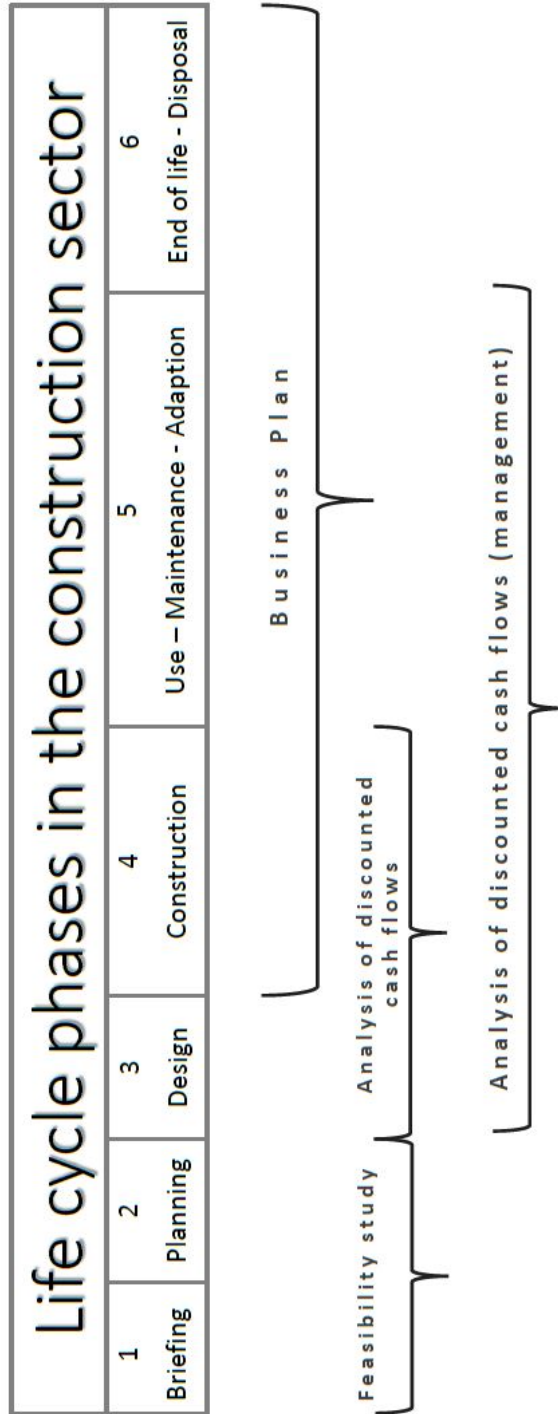 Life cycle phases in the construction sector
1
2
3
4
5
6
Briefing
Planning
Design
Construction
Use – Maintenance - Adaption
End of life - Disposal
Business Plan
Feasibility study
Analysis of discounted
cash flows
Analysis of discounted cash flows (management)